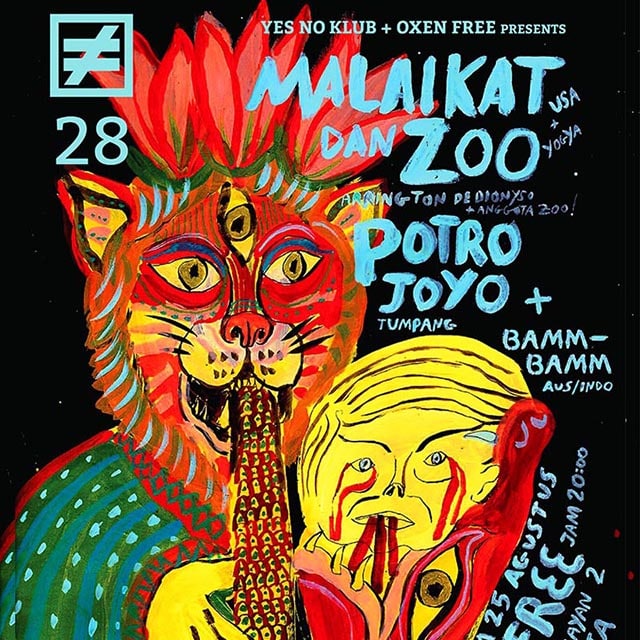 YES NO KLUB + OXEN FREE PRESENTS
≠
28
MALAIKAT
DAN ZOO
USA
+
YOGYA
ARRINGTON DE DIONYSO
+ ANGGOTA ZOO!
POTRO
JOYO +
TUMPANG
BAMM-
BAMM
AUS/INDO
25 AGUSTUS
JAM 20:00
FREE